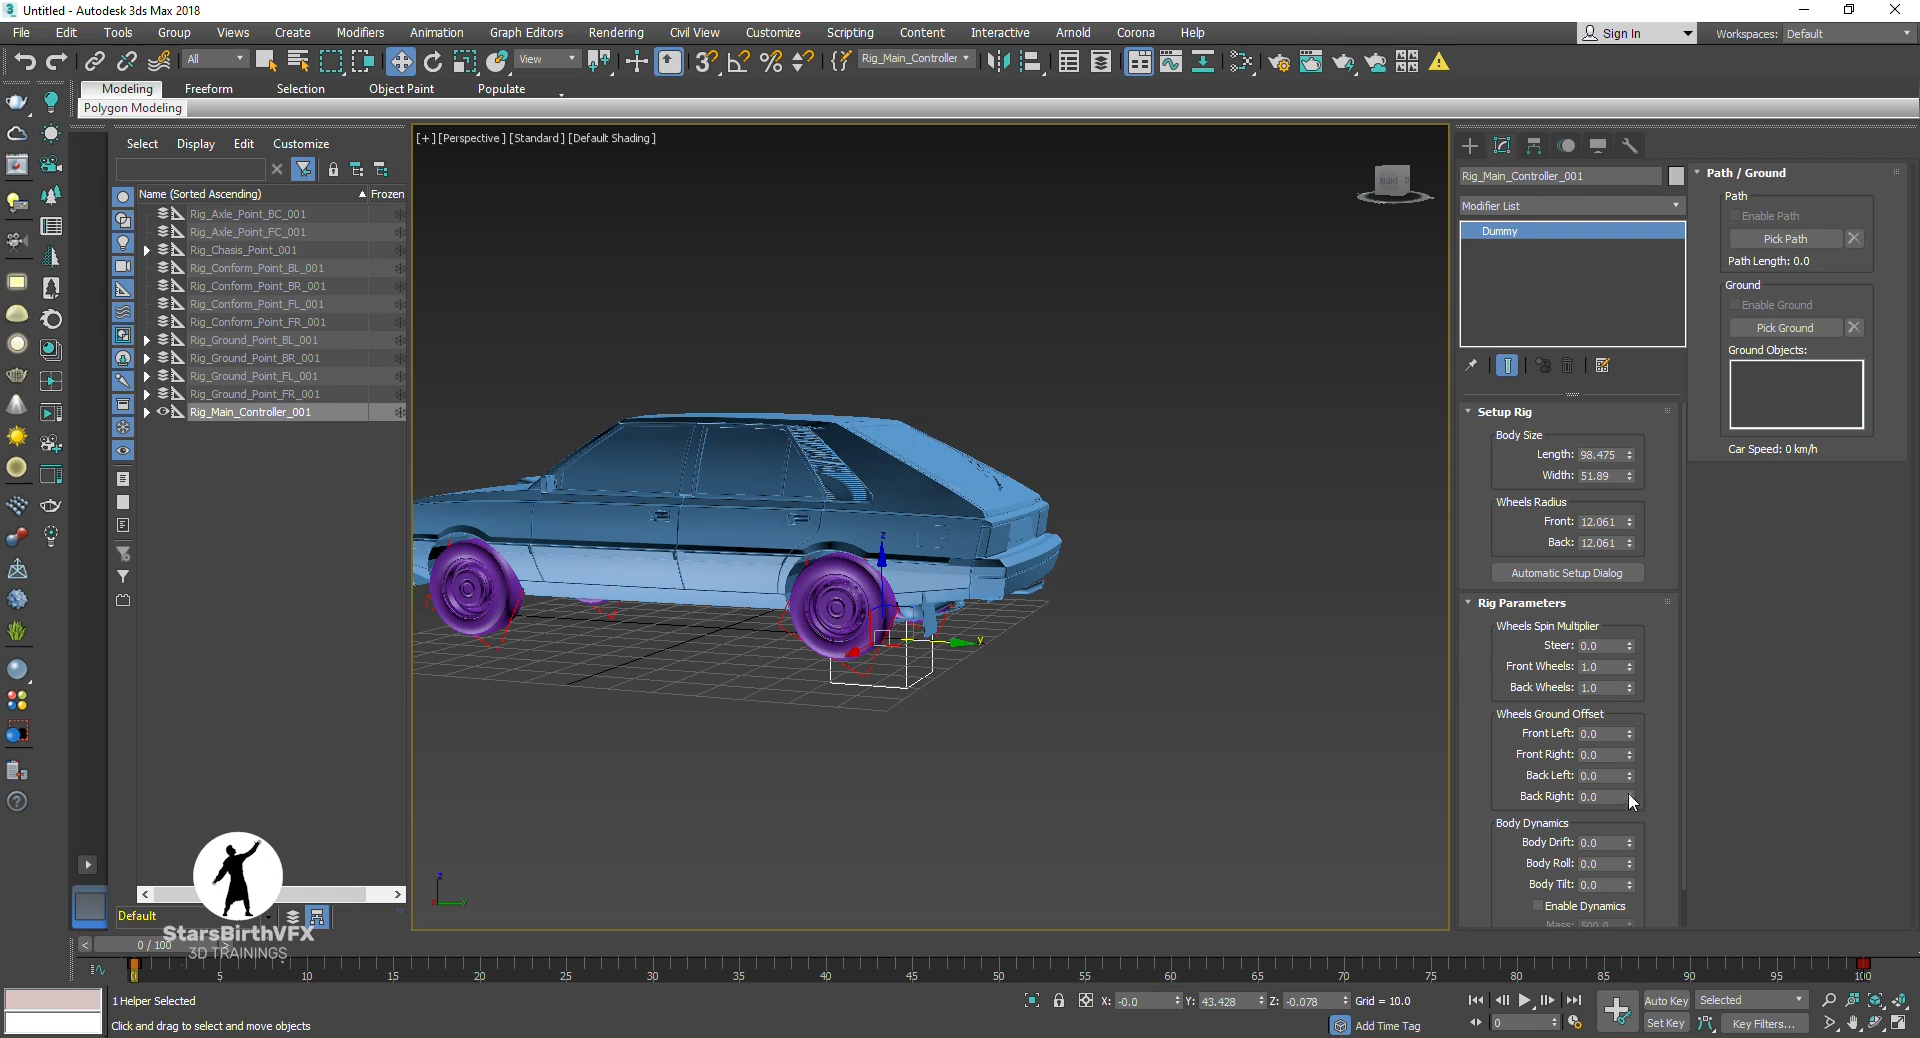 Untitled - Autodesk 3ds Max 2018
File Edit Tools Group Views Create Modifiers Animation Graph Editors Rendering Civil View Customize Scripting Content Interactive Arnold Corona Help
Sign In Workspaces: Default
All View Rig_Main_Controller
Modeling Freeform Selection Object Paint Populate
Polygon Modeling
Select Display Edit Customize
[+] [Perspective] [Standard] [Default Shading]
Name (Sorted Ascending) Frozen
Rig_Axle_Point_BC_001
Rig_Axle_Point_FC_001
Rig_Chasis_Point_001
Rig_Conform_Point_BL_001
Rig_Conform_Point_BR_001
Rig_Conform_Point_FL_001
Rig_Conform_Point_FR_001
Rig_Ground_Point_BL_001
Rig_Ground_Point_BR_001
Rig_Ground_Point_FL_001
Rig_Ground_Point_FR_001
Rig_Main_Controller_001
RIGHT
z
y
z
y
Rig_Main_Controller_001
Modifier List
Dummy
Setup Rig
Body Size
Length: 98.475
Width: 51.89
Wheels Radius
Front: 12.061
Back: 12.061
Automatic Setup Dialog
Rig Parameters
Wheels Spin Multiplier
Steer: 0.0
Front Wheels: 1.0
Back Wheels: 1.0
Wheels Ground Offset
Front Left: 0.0
Front Right: 0.0
Back Left: 0.0
Back Right: 0.0
Body Dynamics
Body Drift: 0.0
Body Roll: 0.0
Body Tilt: 0.0
Enable Dynamics
Mass: 500.0
Path / Ground
Path
Enable Path
Pick Path
Path Length: 0.0
Ground
Enable Ground
Pick Ground
Ground Objects:
Car Speed: 0 km/h
Default
StarsBirthVFX
3D TRAININGS
0 / 100
0 5 10 15 20 25 30 35 40 45 50 55 60 65 70 75 80 85 90 95 100
1 Helper Selected
Click and drag to select and move objects
X: -0.0 Y: 43.428 Z: -0.078 Grid = 10.0
Add Time Tag
0
Auto Key Selected
Set Key Key Filters...